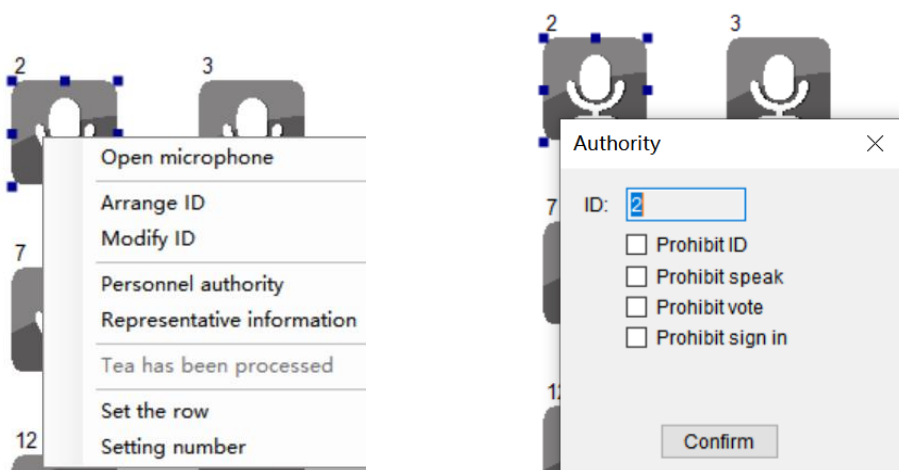 2
3
Open microphone
Arrange ID
Modify ID
7
Personnel authority
Representative information
Tea has been processed
Set the row
12
Setting number
2
3
Authority
7
ID: 2
Prohibit ID
Prohibit speak
Prohibit vote
Prohibit sign in
Confirm